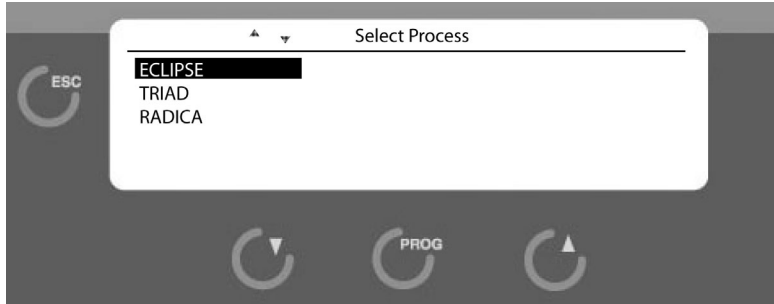 Select Process
ESC
ECLIPSE
TRIAD
RADICA
PROG